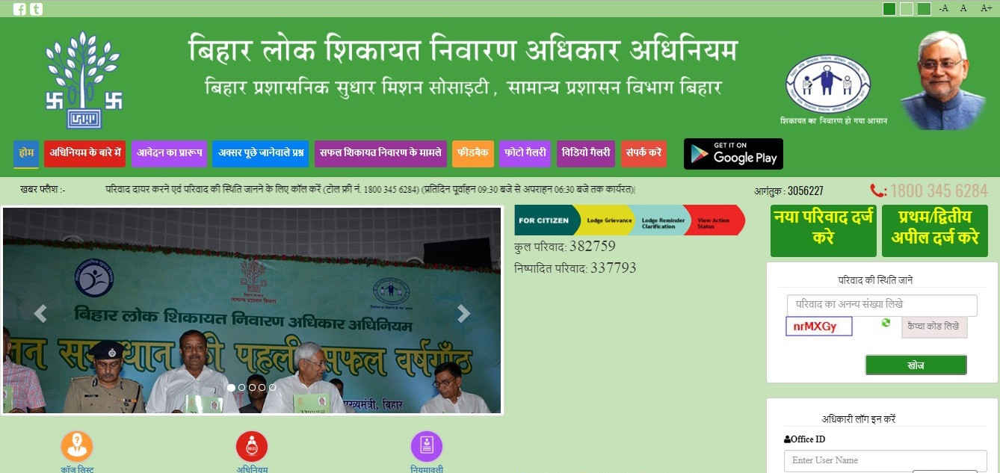 -A A A+
बिहार लोक शिकायत निवारण अधिकार अधिनियम
बिहार प्रशासनिक सुधार मिशन सोसाइटी , सामान्य प्रशासन विभाग बिहार
शिकायत का निवारण हो गया आसान
होम
अधिनियम के बारे में
आवेदन का प्रारूप
अक्सर पूछे जानेवाले प्रश्न
सफल शिकायत निवारण के मामले
फीडबैक
फोटो गैलरी
विडियो गैलरी
संपर्क करें
GET IT ON
Google Play
खबर फ्लैश :-
परिवाद दायर करने एवं परिवाद की स्थिति जानने के लिए कॉल करें (टोल फ्री नं. 1800 345 6284) (प्रतिदिन पूर्वाहन 09:30 बजे से अपराहन 06:30 बजे तक कार्यरत)|
आगंतुक : 3056227
: 1800 345 6284
बिहार लोक शिकायत निवारण अधिकार अधिनियम
की पहली सफल वर्षगाँठ
बिहार
FOR CITIZEN
Lodge Grievance
Lodge Reminder
Clarification
View Action
Status
कुल परिवाद: 382759
निष्पादित परिवाद: 337793
नया परिवाद दर्ज
करे
प्रथम/द्वितीय
अपील दर्ज करे
परिवाद की स्थिति जाने
परिवाद का अनन्य संख्या लिखे
nrMXGy
कैप्चा कोड लिखे
खोज
अधिकारी लॉग इन करें
Office ID
Enter User Name
कॉज लिस्ट
अधिनियम
नियमावली